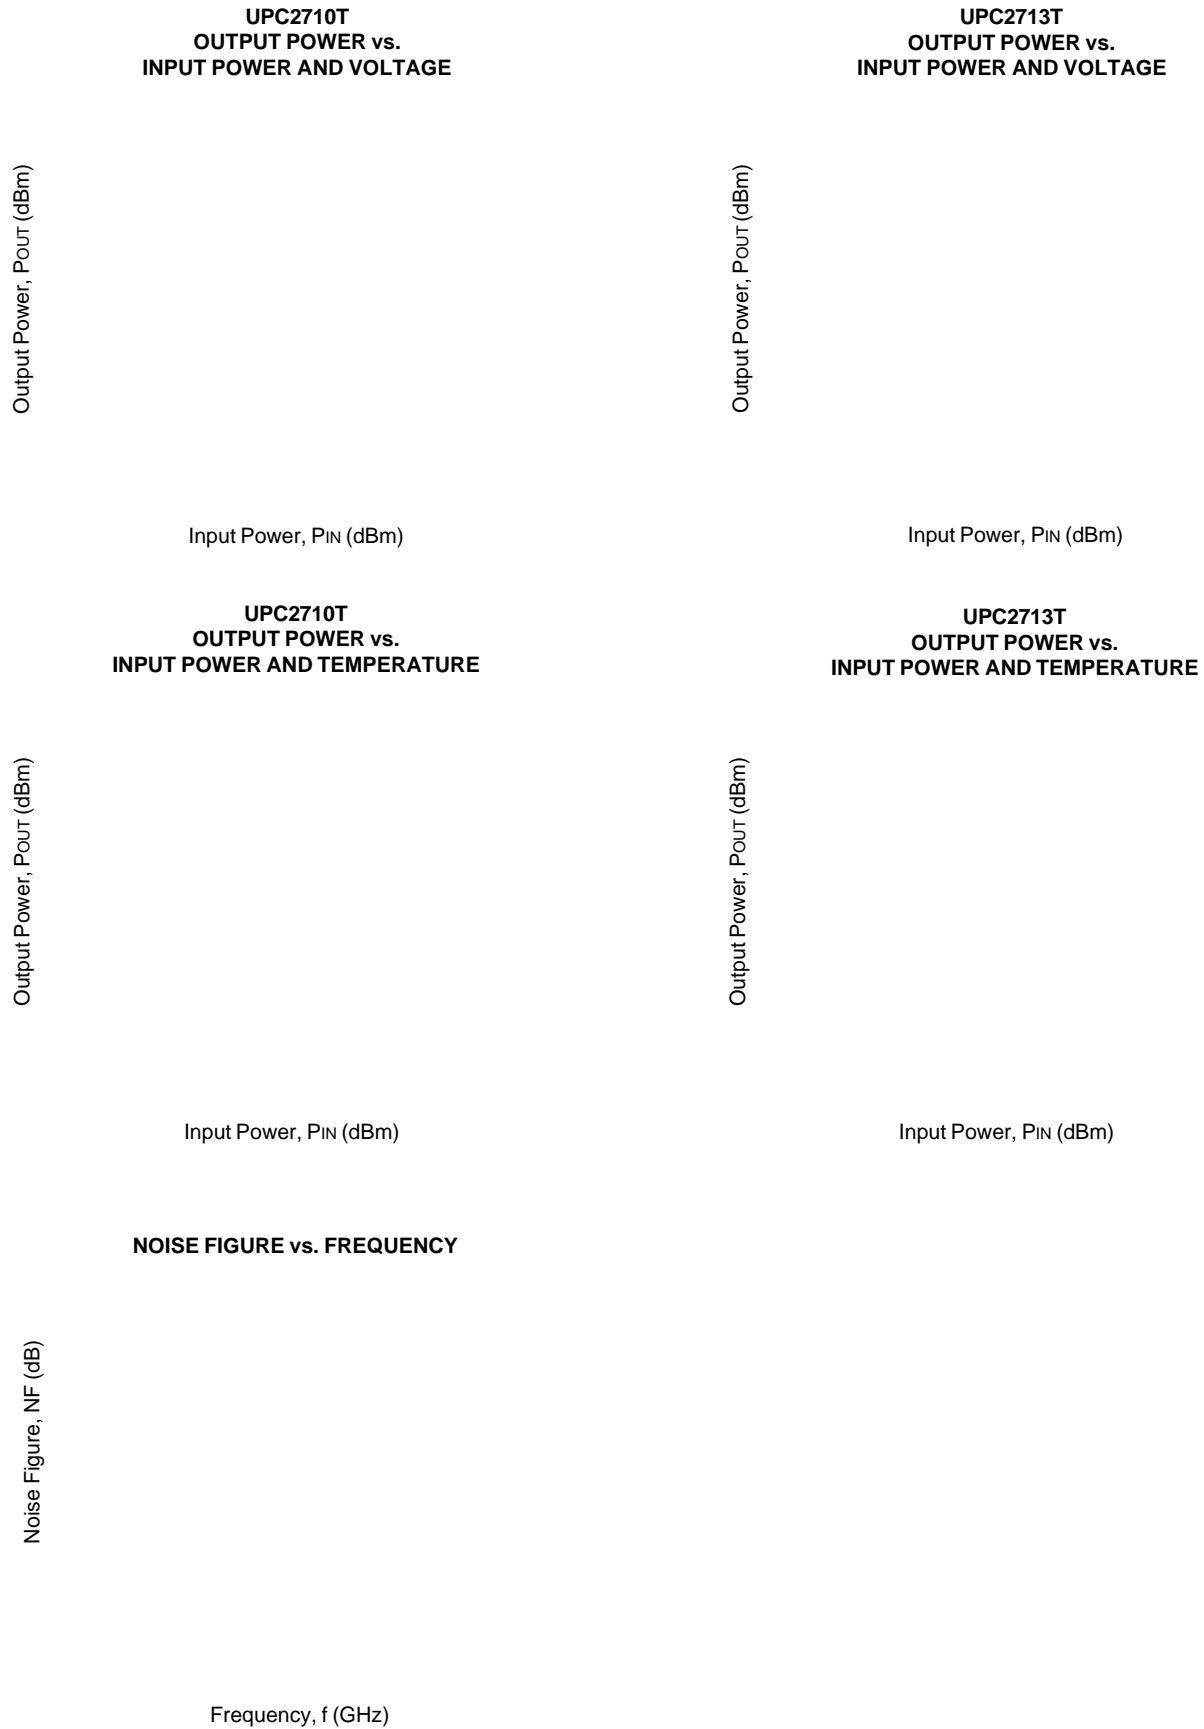 UPC2710T
OUTPUT POWER vs.
INPUT POWER AND VOLTAGE
Output Power, POUT (dBm)
Input Power, PIN (dBm)
UPC2713T
OUTPUT POWER vs.
INPUT POWER AND VOLTAGE
Output Power, POUT (dBm)
Input Power, PIN (dBm)
UPC2710T
OUTPUT POWER vs.
INPUT POWER AND TEMPERATURE
Output Power, POUT (dBm)
Input Power, PIN (dBm)
UPC2713T
OUTPUT POWER vs.
INPUT POWER AND TEMPERATURE
Output Power, POUT (dBm)
Input Power, PIN (dBm)
NOISE FIGURE vs. FREQUENCY
Noise Figure, NF (dB)
Frequency, f (GHz)